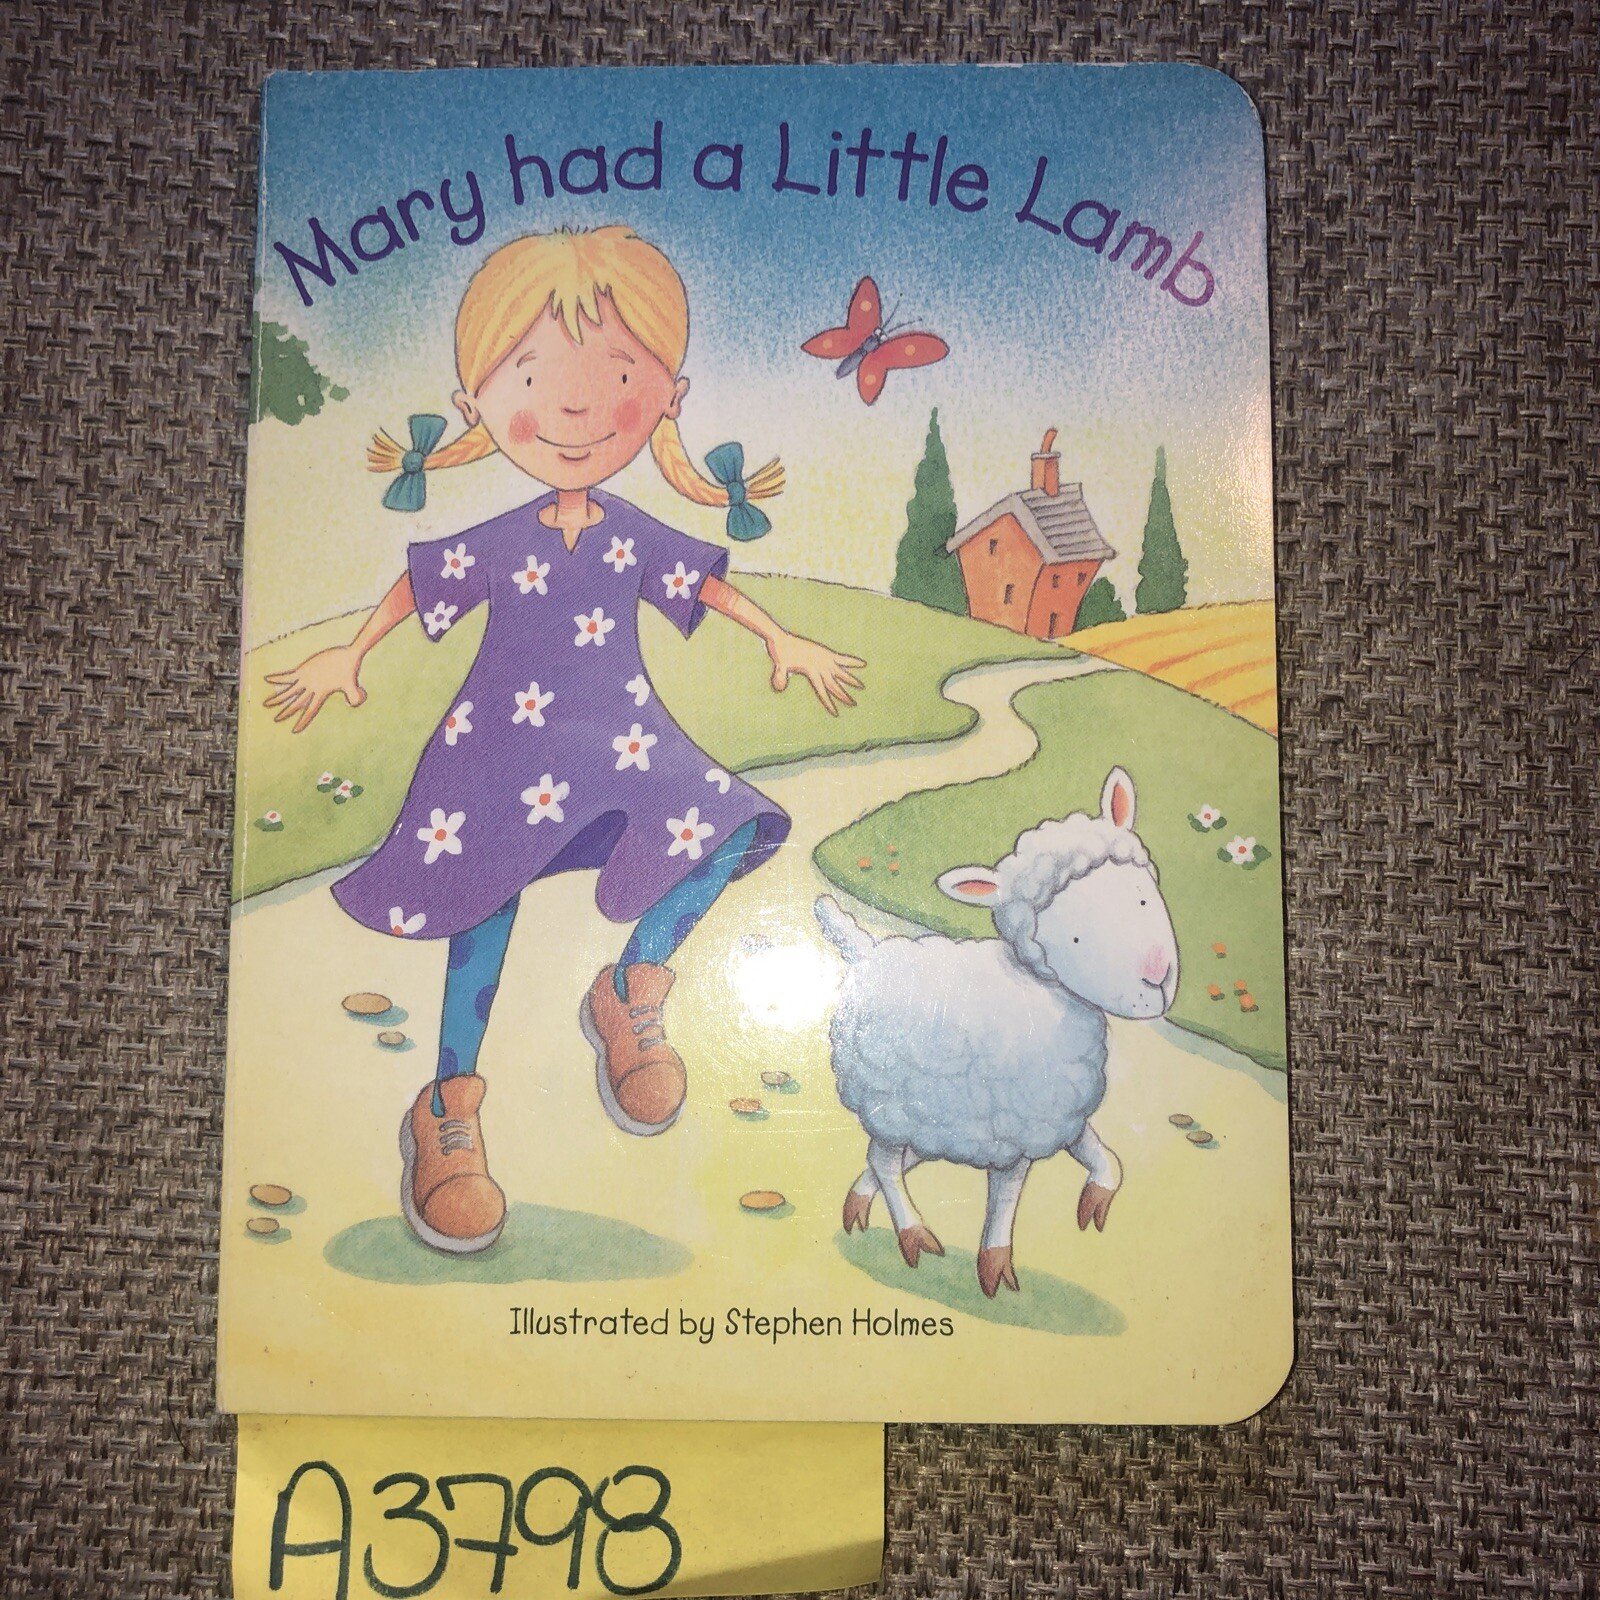 Mary had a Little Lamb
Illustrated by Stephen Holmes
A3798